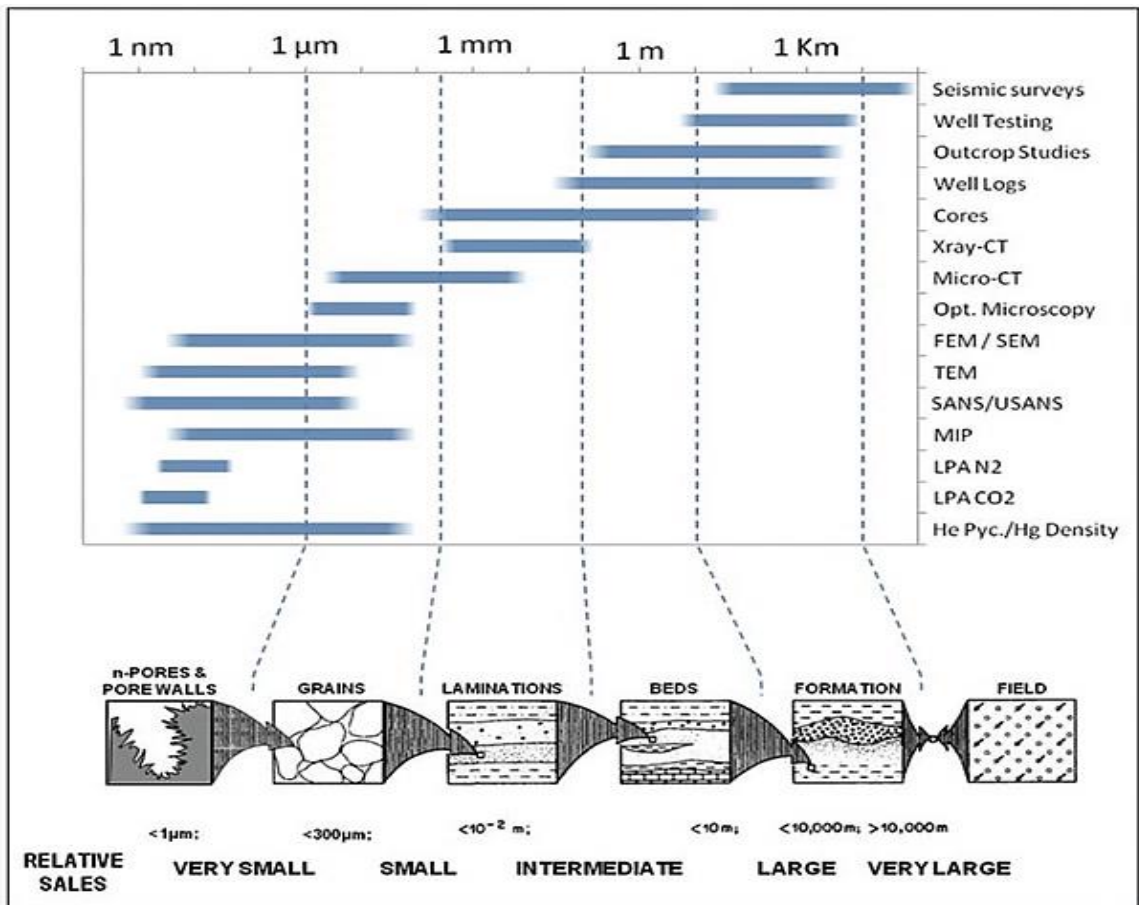 1 nm 1 µm 1 mm 1 m 1 Km
Seismic surveys
Well Testing
Outcrop Studies
Well Logs
Cores
Xray-CT
Micro-CT
Opt. Microscopy
FEM / SEM
TEM
SANS/USANS
MIP
LPA N2
LPA CO2
He Pyc./Hg Density
n-PORES &
PORE WALLS GRAINS LAMINATIONS BEDS FORMATION FIELD
<1µm; <300µm; <10⁻² m; <10m; <10,000m; >10,000m
RELATIVE
SALES VERY SMALL SMALL INTERMEDIATE LARGE VERY LARGE